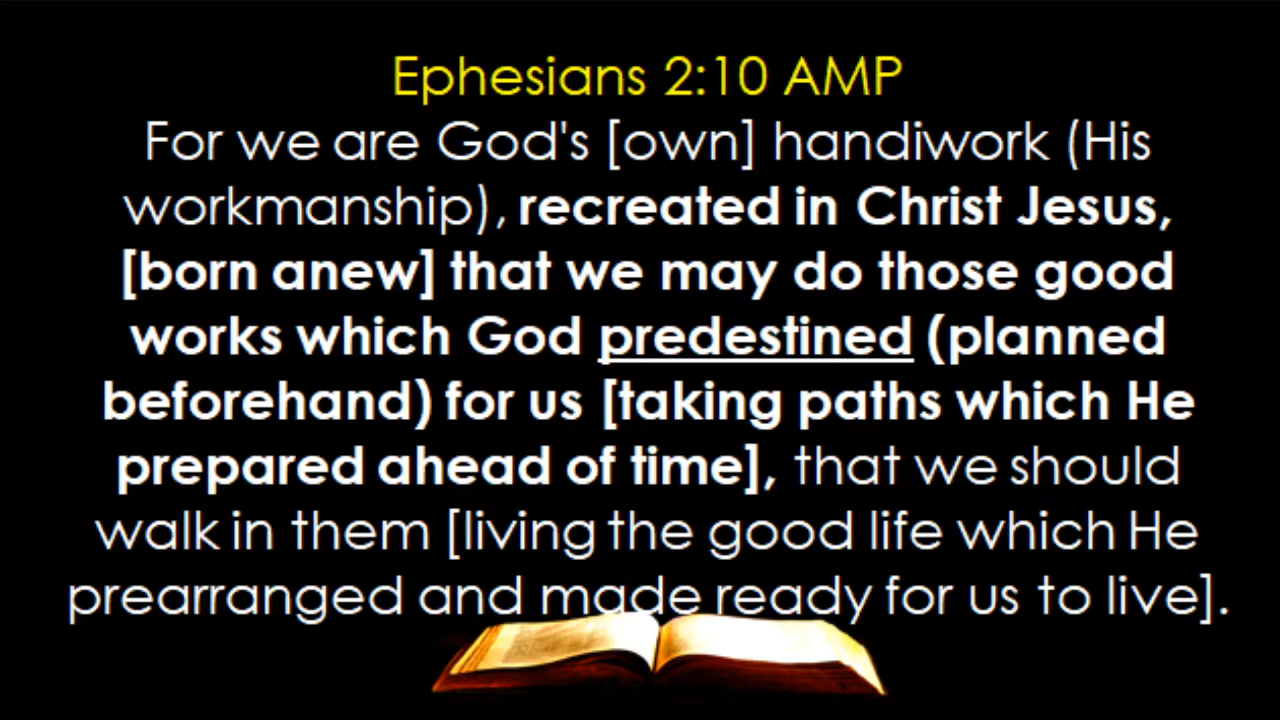 Ephesians 2:10 AMP
For we are God's [own] handiwork (His
workmanship), recreated in Christ Jesus,
[born anew] that we may do those good
works which God predestined (planned
beforehand) for us [taking paths which He
prepared ahead of time], that we should
walk in them [living the good life which He
prearranged and made ready for us to live].